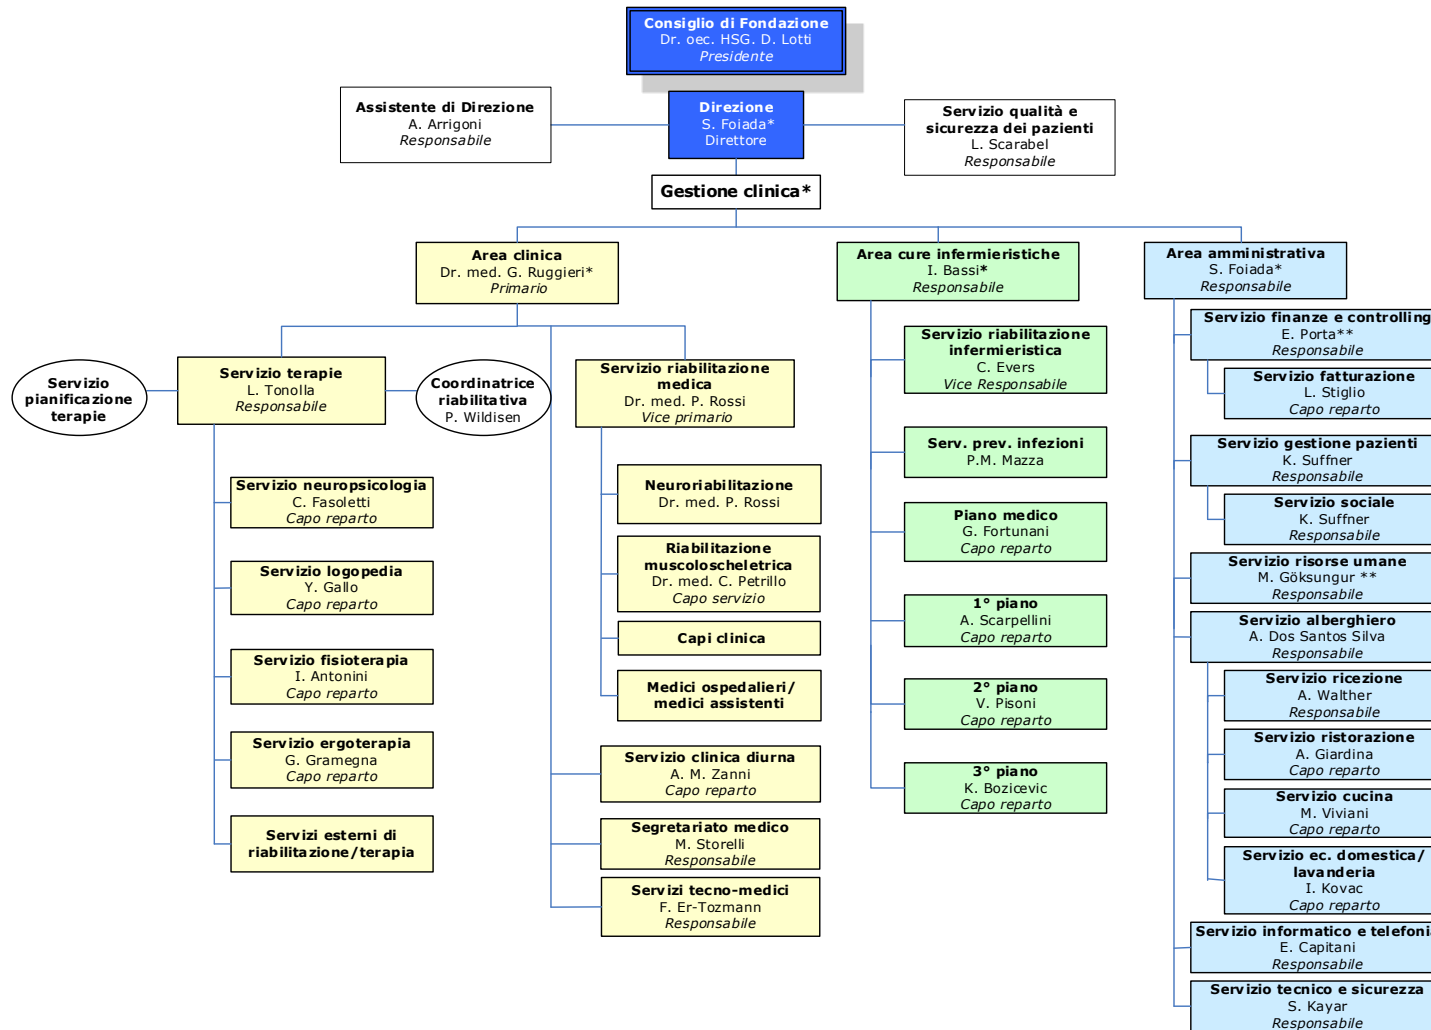 Consiglio di Fondazione
Dr. oec. HSG. D. Lotti
Presidente
Assistente di Direzione
A. Arrigoni
Responsabile
Direzione
S. Foiada*
Direttore
Servizio qualità e
sicurezza dei pazienti
L. Scarabel
Responsabile
Gestione clinica*
Area clinica
Dr. med. G. Ruggieri*
Primario
Area cure infermieristiche
I. Bassi*
Responsabile
Area amministrativa
S. Foiada*
Responsabile
Servizio
pianificazione
terapie
Servizio terapie
L. Tonolla
Responsabile
Coordinatrice
riabilitativa
P. Wildisen
Servizio neuropsicologia
C. Fasoletti
Capo reparto
Servizio logopedia
Y. Gallo
Capo reparto
Servizio fisioterapia
I. Antonini
Capo reparto
Servizio ergoterapia
G. Gramegna
Capo reparto
Servizi esterni di
riabilitazione/terapia
Servizio riabilitazione
medica
Dr. med. P. Rossi
Vice primario
Neuroriabilitazione
Dr. med. P. Rossi
Riabilitazione
muscoloscheletrica
Dr. med. C. Petrillo
Capo servizio
Capi clinica
Medici ospedalieri/
medici assistenti
Servizio clinica diurna
A. M. Zanni
Capo reparto
Segretariato medico
M. Storelli
Responsabile
Servizi tecno-medici
F. Er-Tozmann
Responsabile
Servizio riabilitazione
infermieristica
C. Evers
Vice Responsabile
Serv. prev. infezioni
P.M. Mazza
Piano medico
G. Fortunani
Capo reparto
1° piano
A. Scarpellini
Capo reparto
2° piano
V. Pisoni
Capo reparto
3° piano
K. Bozicevic
Capo reparto
Servizio finanze e controlling
E. Porta**
Responsabile
Servizio fatturazione
L. Stiglio
Capo reparto
Servizio gestione pazienti
K. Suffner
Responsabile
Servizio sociale
K. Suffner
Responsabile
Servizio risorse umane
M. Göksungur **
Responsabile
Servizio alberghiero
A. Dos Santos Silva
Responsabile
Servizio ricezione
A. Walther
Responsabile
Servizio ristorazione
A. Giardina
Capo reparto
Servizio cucina
M. Viviani
Capo reparto
Servizio ec. domestica/
lavanderia
I. Kovac
Capo reparto
Servizio informatico e telefonia
E. Capitani
Responsabile
Servizio tecnico e sicurezza
S. Kayar
Responsabile